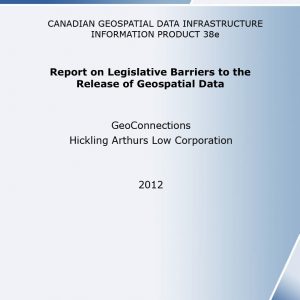 CANADIAN GEOSPATIAL DATA INFRASTRUCTURE
INFORMATION PRODUCT 38e
Report on Legislative Barriers to the
Release of Geospatial Data
GeoConnections
Hickling Arthurs Low Corporation
2012